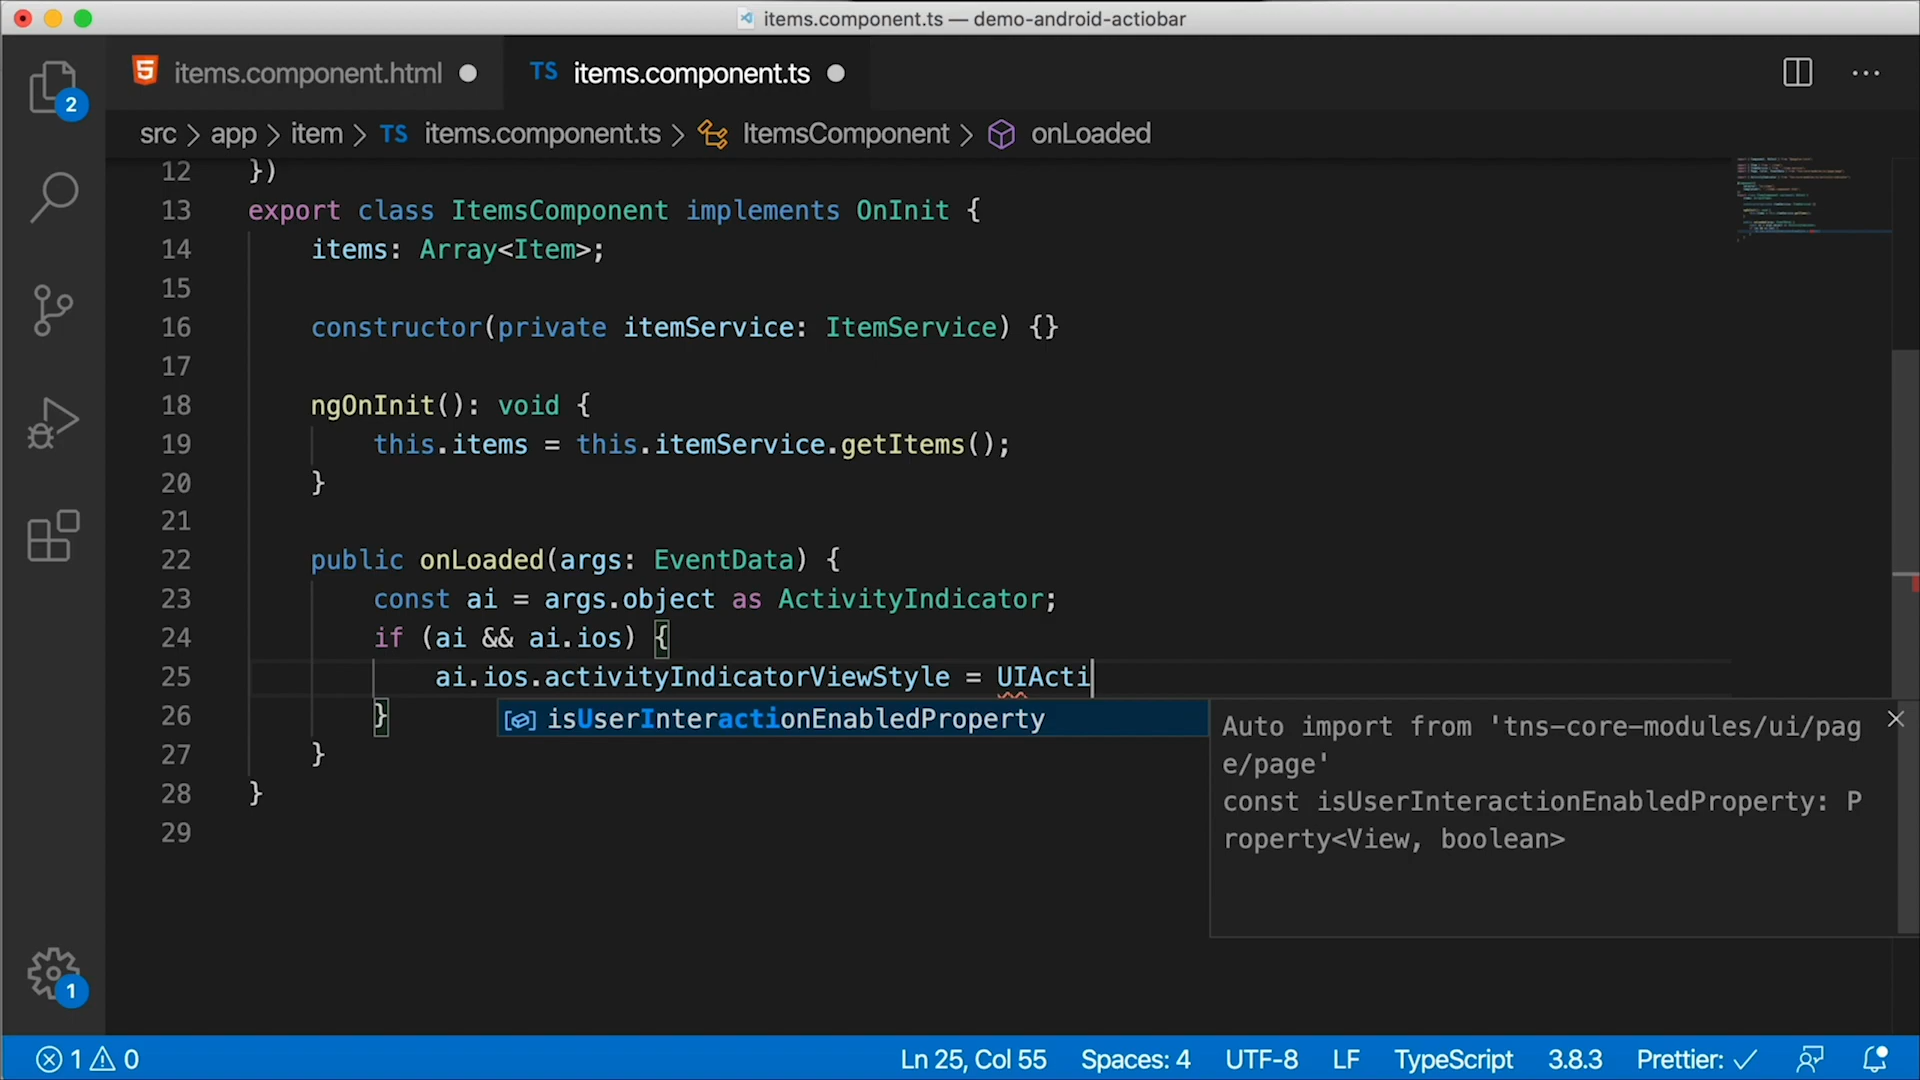 items.component.ts — demo-android-actiobar
items.component.html
TS items.component.ts
2
src > app > item > TS items.component.ts > ItemsComponent > onLoaded
12 })
13 export class ItemsComponent implements OnInit {
14 items: Array<Item>;
15
16 constructor(private itemService: ItemService) {}
17
18 ngOnInit(): void {
19 this.items = this.itemService.getItems();
20 }
21
22 public onLoaded(args: EventData) {
23 const ai = args.object as ActivityIndicator;
24 if (ai && ai.ios) {
25 ai.ios.activityIndicatorViewStyle = UIActi
26 }
isUserInteractionEnabledProperty
Auto import from 'tns-core-modules/ui/pag
e/page'
const isUserInteractionEnabledProperty: P
roperty<View, boolean>
27 }
28 }
29
1
1 0
Ln 25, Col 55 Spaces: 4 UTF-8 LF TypeScript 3.8.3 Prettier: ✓